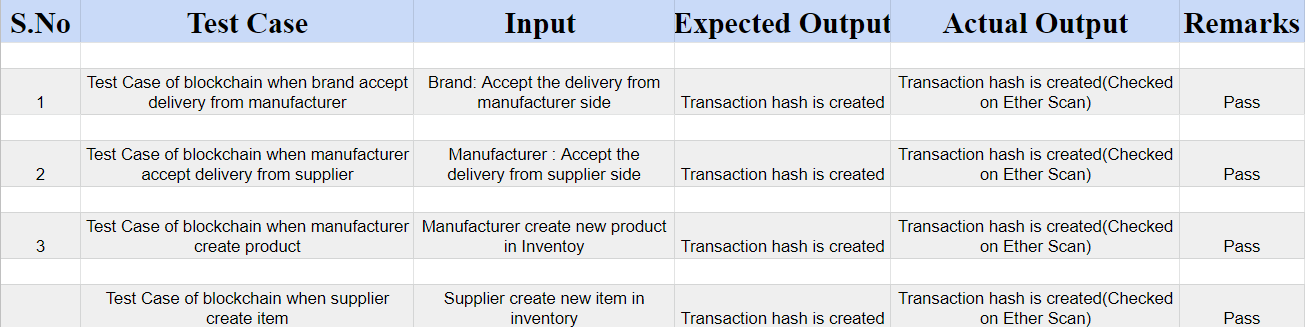 S.No Test Case Input Expected Output Actual Output Remarks
Test Case of blockchain when brand accept Brand: Accept the delivery from Transaction hash is created(Checked
1 delivery from manufacturer manufacturer side Transaction hash is created on Ether Scan) Pass
Test Case of blockchain when manufacturer Manufacturer : Accept the Transaction hash is created(Checked
2 accept delivery from supplier delivery from supplier side Transaction hash is created on Ether Scan) Pass
Test Case of blockchain when manufacturer Manufacturer create new product Transaction hash is created(Checked
3 create product in Inventoy Transaction hash is created on Ether Scan) Pass
Test Case of blockchain when supplier Supplier create new item in Transaction hash is created(Checked
create item inventory Transaction hash is created on Ether Scan) Pass